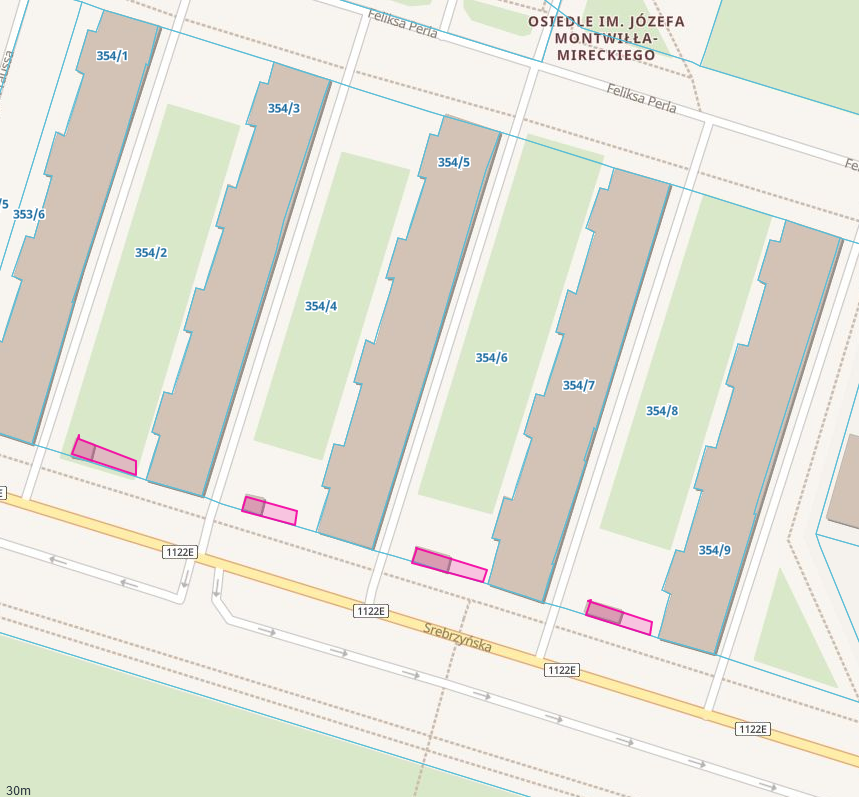 Feliksa Perla
OSIEDLE IM. JÓZEFA
MONTWIŁŁA-
MIRECKIEGO
354/1
Feliksa Perla
354/3
354/5
353/6
354/2
354/4
354/6
354/7
354/8
354/9
1122E
1122E
Srebrzyńska
1122E
1122E
30m